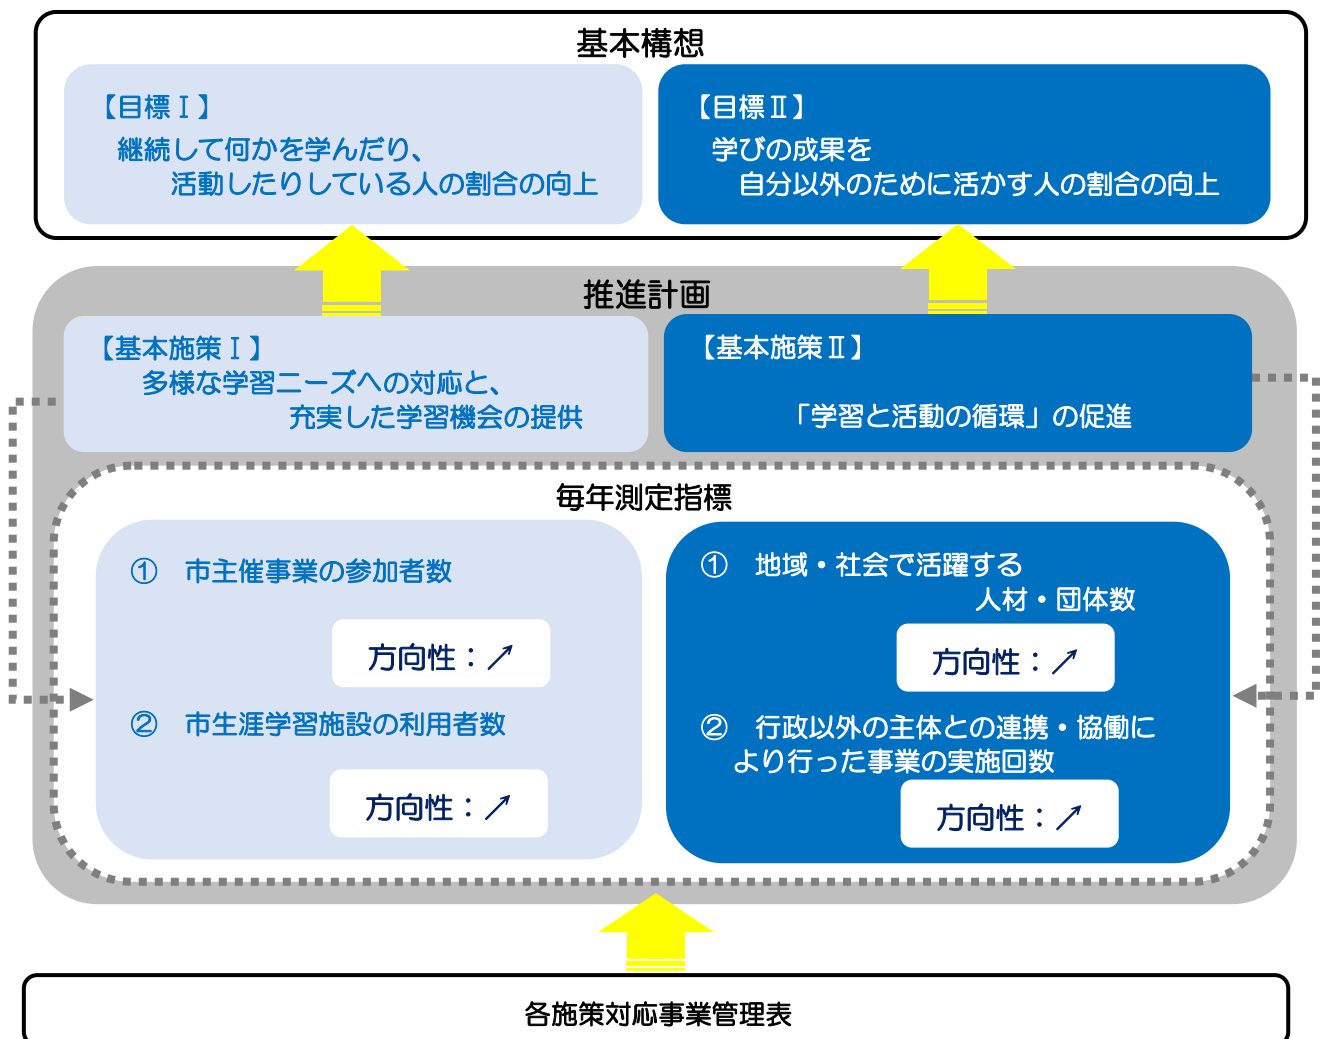 基本構想
【目標Ⅰ】
継続して何かを学んだり、
活動したりしている人の割合の向上
【目標Ⅱ】
学びの成果を
自分以外のために活かす人の割合の向上
推進計画
【基本施策Ⅰ】
多様な学習ニーズへの対応と、
充実した学習機会の提供
【基本施策Ⅱ】
「学習と活動の循環」の促進
毎年測定指標
① 市主催事業の参加者数
方向性：↗
② 市生涯学習施設の利用者数
方向性：↗
① 地域・社会で活躍する
人材・団体数
方向性：↗
② 行政以外の主体との連携・協働に
より行った事業の実施回数
方向性：↗
各施策対応事業管理表